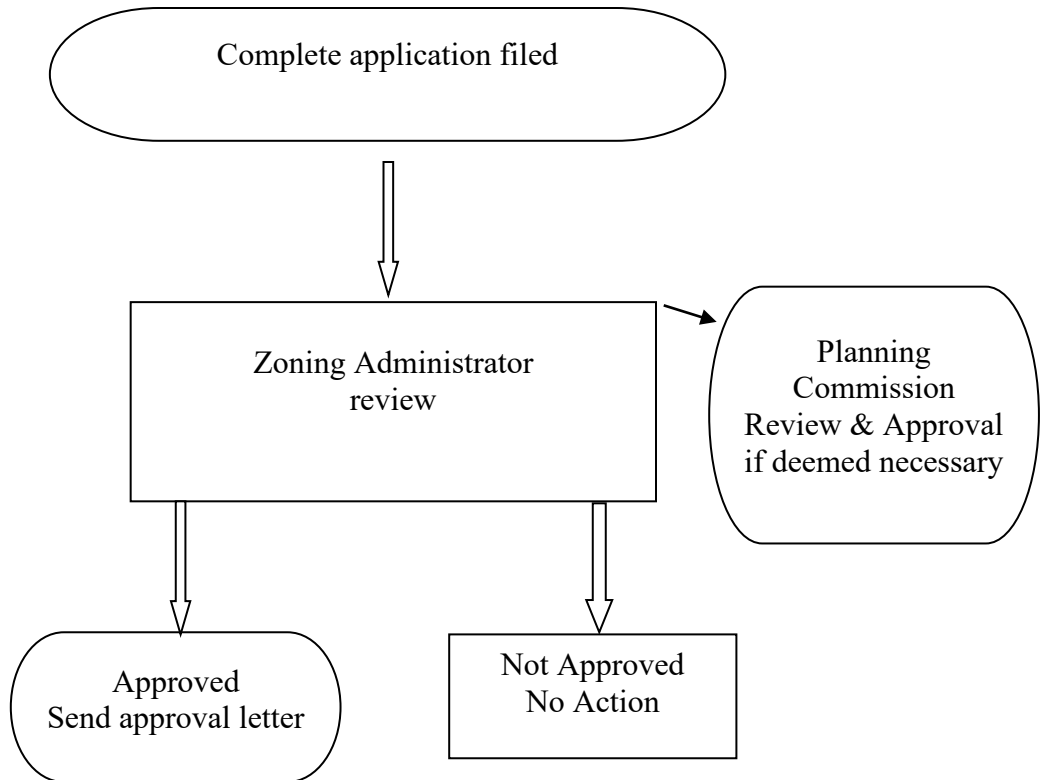 Complete application filed
Zoning Administrator
review
Planning
Commission
Review & Approval
if deemed necessary
Approved
Send approval letter
Not Approved
No Action